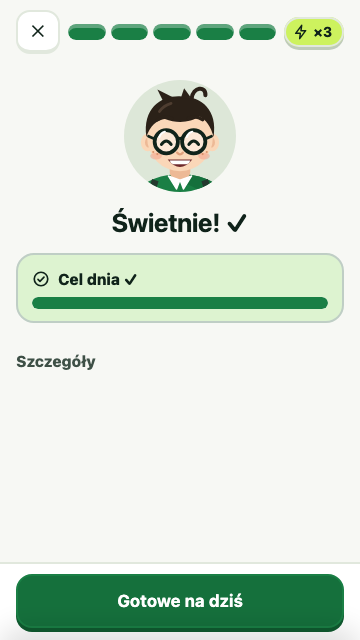 ×3
Świetnie! ✓
Cel dnia ✓
Szczegóły
Gotowe na dziś